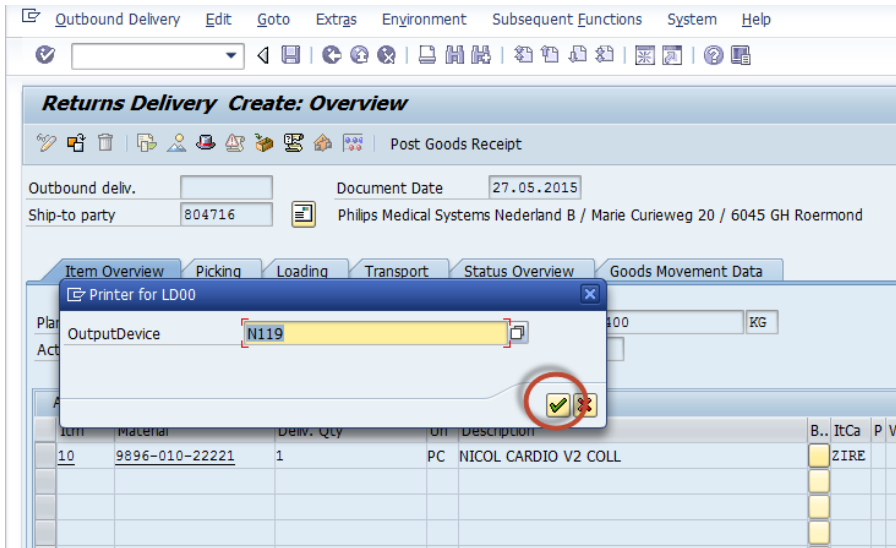 Outbound Delivery Edit Goto Extras Environment Subsequent Functions System Help
Returns Delivery Create: Overview
Post Goods Receipt
Outbound deliv. Document Date 27.05.2015
Ship-to party 804716 Philips Medical Systems Nederland B / Marie Curieweg 20 / 6045 GH Roermond
Item Overview Picking Loading Transport Status Overview Goods Movement Data
Printer for LD00
Pla 400 KG
OutputDevice N119
Act
Itm Material Deliv. Qty Un Description B.. ItCa P
10 9896-010-22221 1 PC NICOL CARDIO V2 COLL ZIRE